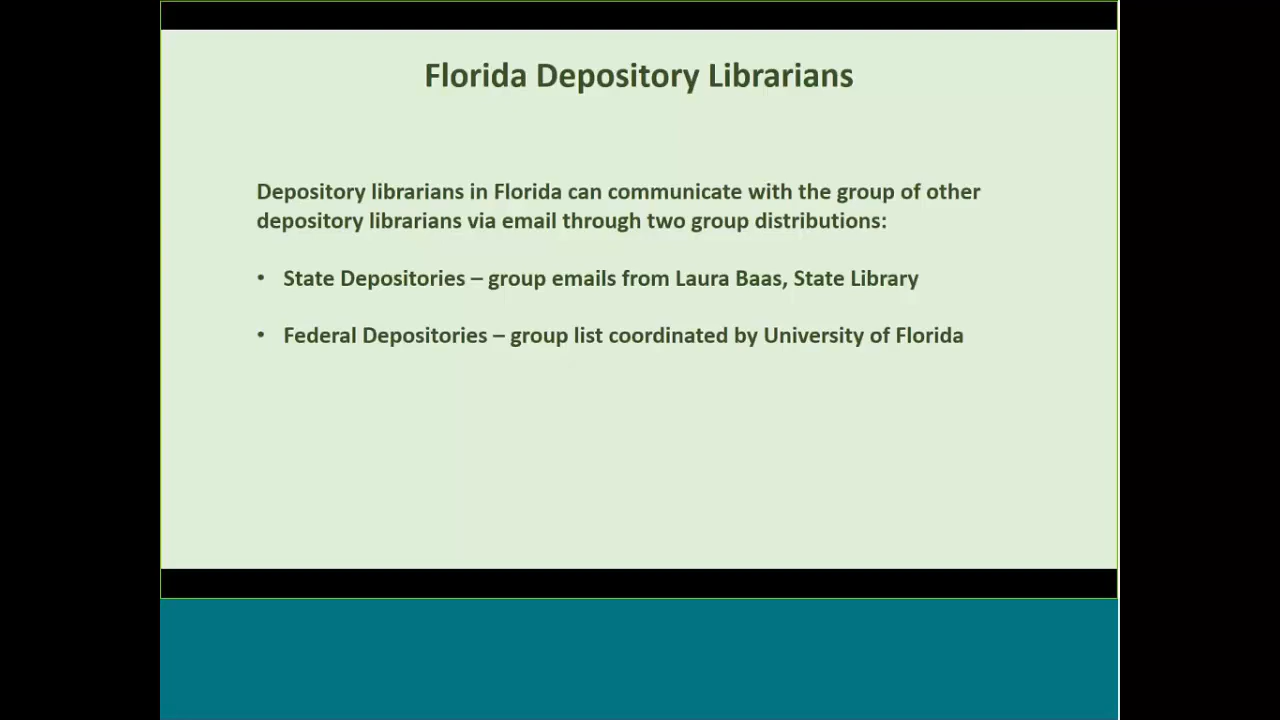 Florida Depository Librarians
Depository librarians in Florida can communicate with the group of other
depository librarians via email through two group distributions:
• State Depositories – group emails from Laura Baas, State Library
• Federal Depositories – group list coordinated by University of Florida